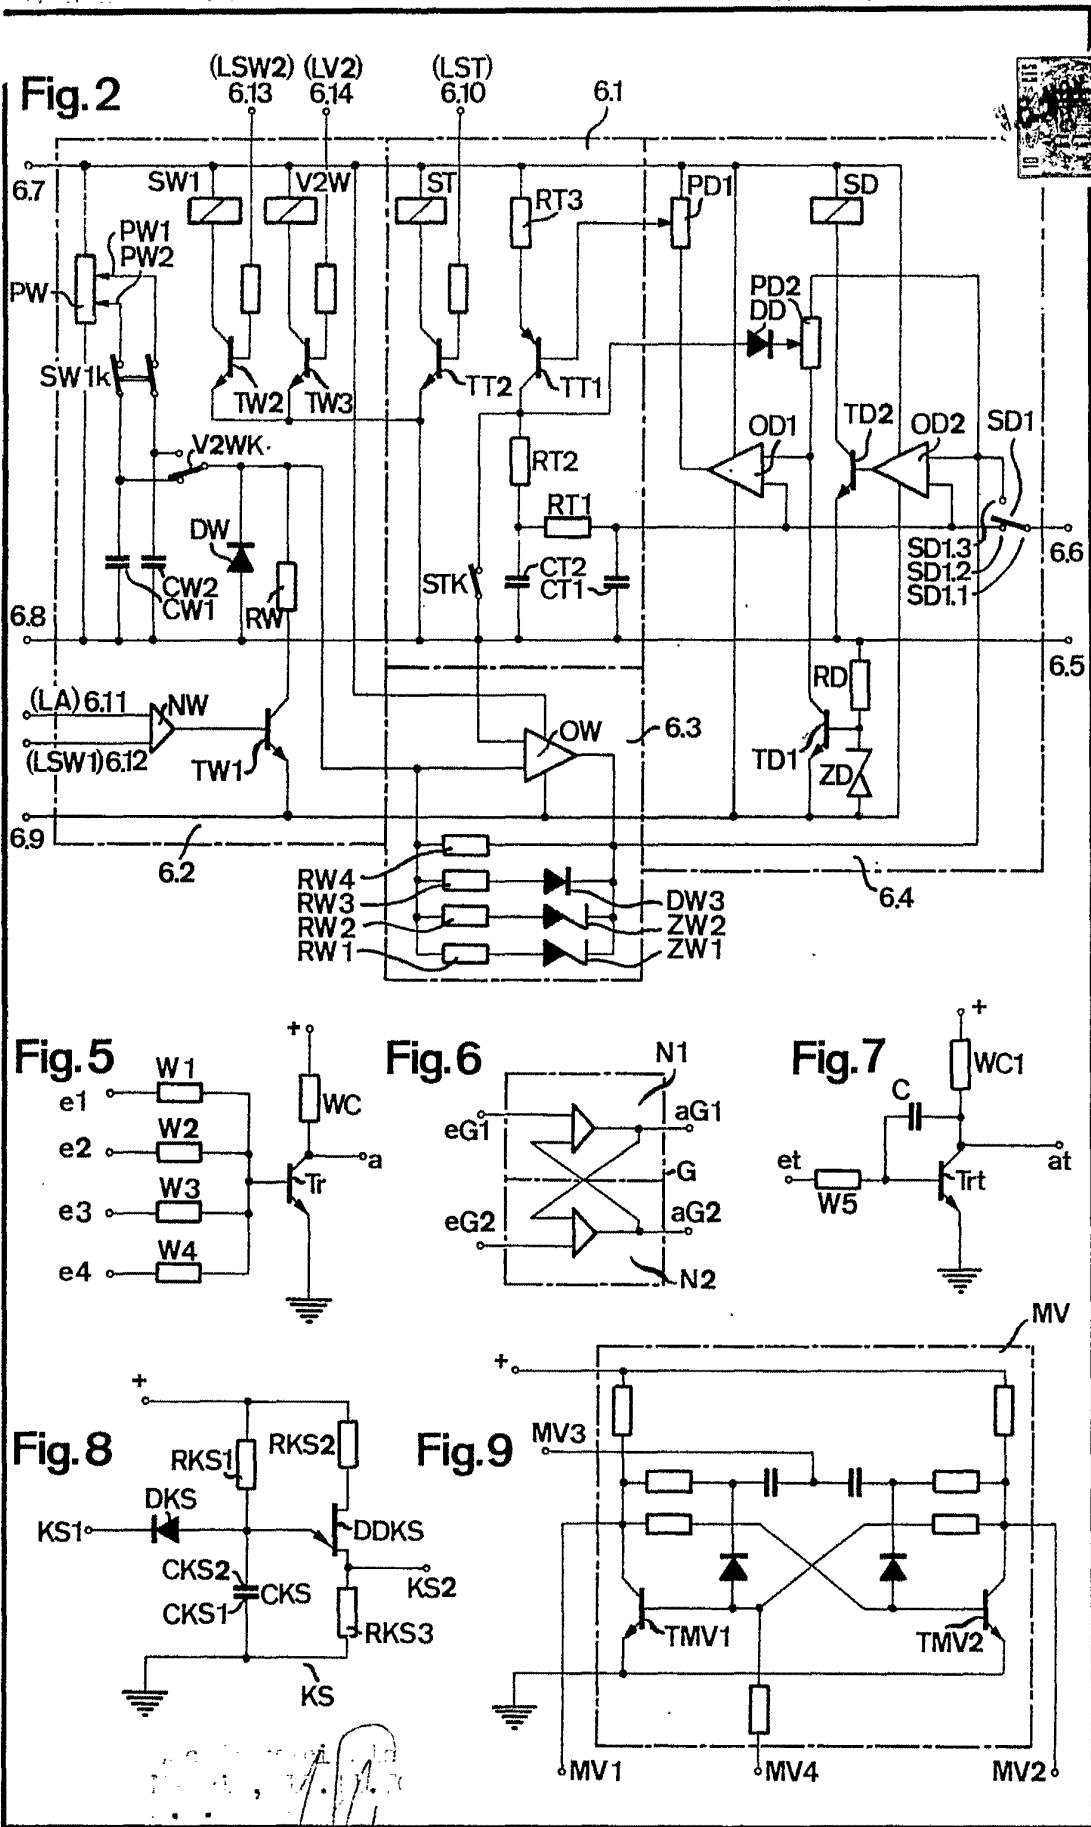 (LSW2) (LV2) (LST)
6.13 6.14 6.10 6.1
Fig.2
6.7
SW1 V2W ST RT3 PD1 SD
PW1
PW2
PW
PD2
DD
SW1k
TW2 TW3 TT2 TT1
V2WK
OD1 TD2 OD2 SD1
RT2
RT1
DW
CT2
CT1
STK
SD1.3
SD1.2
SD1.1
6.6
CW2
CW1
RW
6.8
6.5
(LA) 6.11 NW
(LSW1) 6.12
TW1
OW
6.3
RD
TD1 ZD
6.9
6.2
6.4
RW4
RW3
RW2
RW1
DW3
ZW2
ZW1
Fig.5
+
W1
e1
WC
W2
e2
a
Tr
W3
e3
W4
e4
Fig.6
N1
eG1
aG1
G
eG2
aG2
N2
Fig.7
+
WC1
C
et
at
W5
Trt
Fig.8
+
RKS1
RKS2
DKS
KS1
DDKS
CKS2
CKS
CKS1
KS2
RKS3
KS
Fig.9
MV
+
MV3
TMV1
TMV2
MV1
MV4
MV2